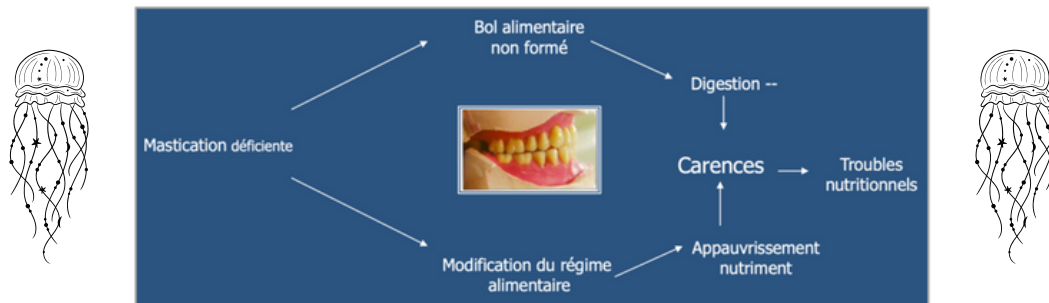 Bol alimentaire
non formé
Digestion --
Mastication déficiente
Carences
Troubles
nutritionnels
Modification du régime
alimentaire
Appauvrissement
nutriment